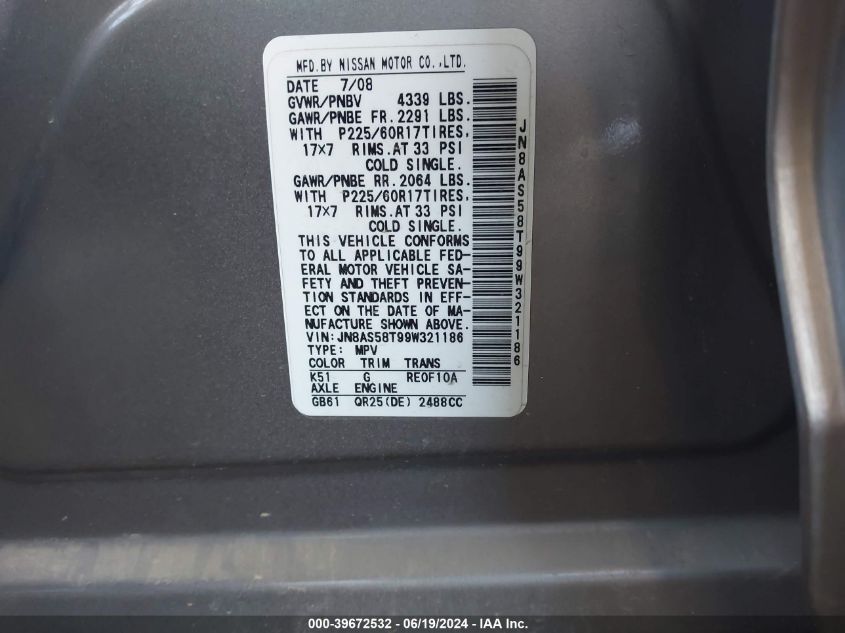 MFD.BY NISSAN MOTOR CO.,LTD.
DATE 7/08
GVWR/PNBV 4339 LBS.
GAWR/PNBE FR.2291 LBS.
WITH P225/60R17TIRES,
17×7 RIMS.AT 33 PSI
COLD SINGLE.
GAWR/PNBE RR.2064 LBS.
WITH P225/60R17TIRES,
17×7 RIMS.AT 33 PSI
COLD SINGLE.
THIS VEHICLE CONFORMS
TO ALL APPLICABLE FED-
ERAL MOTOR VEHICLE SA-
FETY AND THEFT PREVEN-
TION STANDARDS IN EFF-
ECT ON THE DATE OF MA-
NUFACTURE SHOWN ABOVE.
VIN:JN8AS58T99W321186
TYPE: MPV
COLOR TRIM TRANS
K51 G RE0F10A
AXLE ENGINE
GB61 QR25(DE) 2488CC
JN8AS58T99W321186
000-39672532 - 06/19/2024 - IAA Inc.